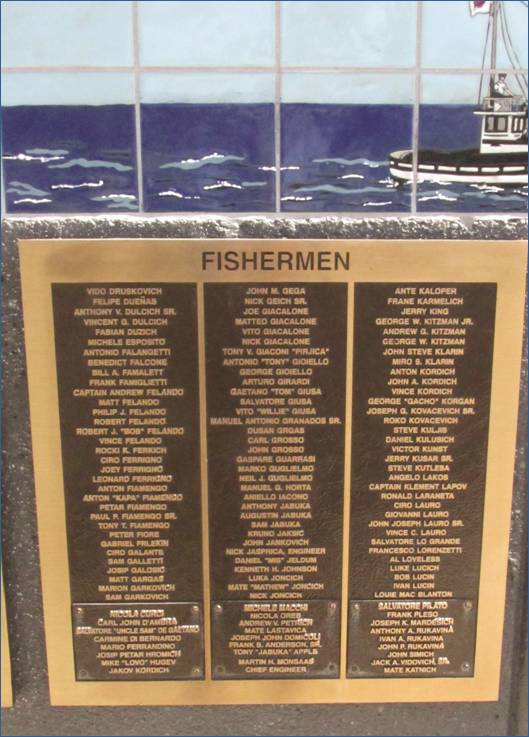 FISHERMEN
VIDO DRUSKOVICH
FELIPE DUEÑAS
ANTHONY V. DULCICH SR.
VINCENT G. DULCICH
FABIAN DUZICH
MICHELE ESPOSITO
ANTONIO FALANGETTI
BENEDICT FALCONE
BILL A. FAMALETT
FRANK FAMIGLIETTI
CAPTAIN ANDREW FELANDO
MATT FELANDO
PHILIP J. FELANDO
ROBERT FELANDO
ROBERT J. "BOB" FELANDO
VINCE FELANDO
ROCKI E. FERKICH
CIRO FERRIGNO
JOEY FERRIGNO
LEONARD FERRIGNO
ANTON FIAMENGO
ANTON "KAPA" FIAMENGO
PETAR FIAMENGO
PAUL P. FIAMENGO SR.
TONY T. FIAMENGO
PETER FIORE
GABRIEL FRLEKIN
CIRO GALANTE
SAM GALLETTI
JOSIP GALOSIC
MATT GARGAS
MARION GARKOVICH
SAM GARKOVICH
NICOLA CURCI
CARL JOHN D'AMBRA
SALVATORE "UNCLE SAM" DE GAETANO
CARMINE DI BERNARDO
MARIO FERRANDINO
JOSIP PETAR HROMICH
MIKE "LOVO" HUGEV
JAKOV KORDICH
JOHN M. GEGA
NICK GEICH SR.
JOE GIACALONE
MATTEO GIACALONE
VITO GIACALONE
NICK GIACALONE
TONY V. GIACONI "PIRJICA"
ANTONIO "TONY" GIOIELLO
GEORGE GIOIELLO
ARTURO GIRARDI
GAETANO "TOM" GIUSA
SALVATORE GIUSA
VITO "WILLIE" GIUSA
MANUEL ANTONIO GRANADOS SR.
DUSAN GRGAS
CARL GROSSO
JOHN GROSSO
GASPARE GUARRASI
MARKO GUGLIELMO
NEIL J. GUGLIELMO
MANUEL G. HORTA
ANIELLO IACONO
ANTHONY JABUKA
AUGUSTIN JABUKA
SAM JABUKA
KRUNO JAKSIC
JOHN JANKOVICH
NICK JASPRICA, ENGINEER
DANIEL "MIS" JELDUM
KENNETH H. JOHNSON
LUKA JONCICH
MATE "MATHEW" JONCICH
NICK JONCICH
MICHELE MACCHI
NICOLA OREB
ANDREW V. PETRICH
MATE LASTAVICA
JOSEPH JOHN DOMICOLI
FRANK B. ANDERSON, SR.
TONY "JABUKA" APPLE
MARTIN H. MONSAAS
CHIEF ENGINEER
ANTE KALOPER
FRANE KARMELICH
JERRY KING
GEORGE W. KITZMAN JR.
ANDREW G. KITZMAN
GEORGE W. KITZMAN
JOHN STEVE KLARIN
MIRO S. KLARIN
ANTON KORDICH
JOHN A. KORDICH
VINCE KORDICH
GEORGE "GACHO" KORGAN
JOSEPH G. KOVACEVICH SR.
ROKO KOVACEVICH
STEVE KULJIS
DANIEL KULUSICH
VICTOR KUNST
JERRY KUSAR SR.
STEVE KUTLESA
ANGELO LAKOS
CAPTAIN KLEMENT LAPOV
RONALD LARANETA
CIRO LAURO
GIOVANNI LAURO
JOHN JOSEPH LAURO SR.
VINCE C. LAURO
SALVATORE LO GRANDE
FRANCESCO LORENZETTI
AL LOVELESS
LUKE LUCICH
BOB LUCIN
IVAN LUCIN
LOUIE MAC BLANTON
SALVATORE PILATO
FRANK PLESO
JOSEPH K. MARDESICH
ANTHONY A. RUKAVINA
IVAN A. RUKAVINA
JOHN P. RUKAVINA
JOHN SIMICH
JACK A. VIDOVICH, SR.
MATE KATNICH